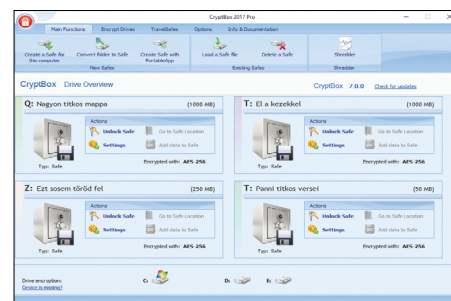 CryptBox 2017 Pro
Main Functions Encrypt Drives TravelSafes Options Info & Documentation
Create a Safe for this computer
Convert folder to Safe
Create Safe with PortableApp
Load a Safe file
Delete a Safe
Shredder
New Safes
Existing Safes
Shredder
CryptBox Drive Overview
CryptBox 7.0.0 Check for updates
Q: Nagyon titkos mappa (1000 MB)
Actions
Unlock Safe Go to Safe Location
Settings Add data to Safe
Typ: Safe
Encrypted with: AES-256
T: El a kezekkel (1000 MB)
Actions
Unlock Safe Go to Safe Location
Settings Add data to Safe
Typ: Safe
Encrypted with: AES-256
Z: Ezt sosem töröd fel (250 MB)
Actions
Unlock Safe Go to Safe Location
Settings Add data to Safe
Typ: Safe
Encrypted with: AES-256
T: Panni titkos versei (50 MB)
Actions
Unlock Safe Go to Safe Location
Settings Add data to Safe
Typ: Safe
Encrypted with: AES-256
Drive encryption:
Device is missing?
C: D: E: